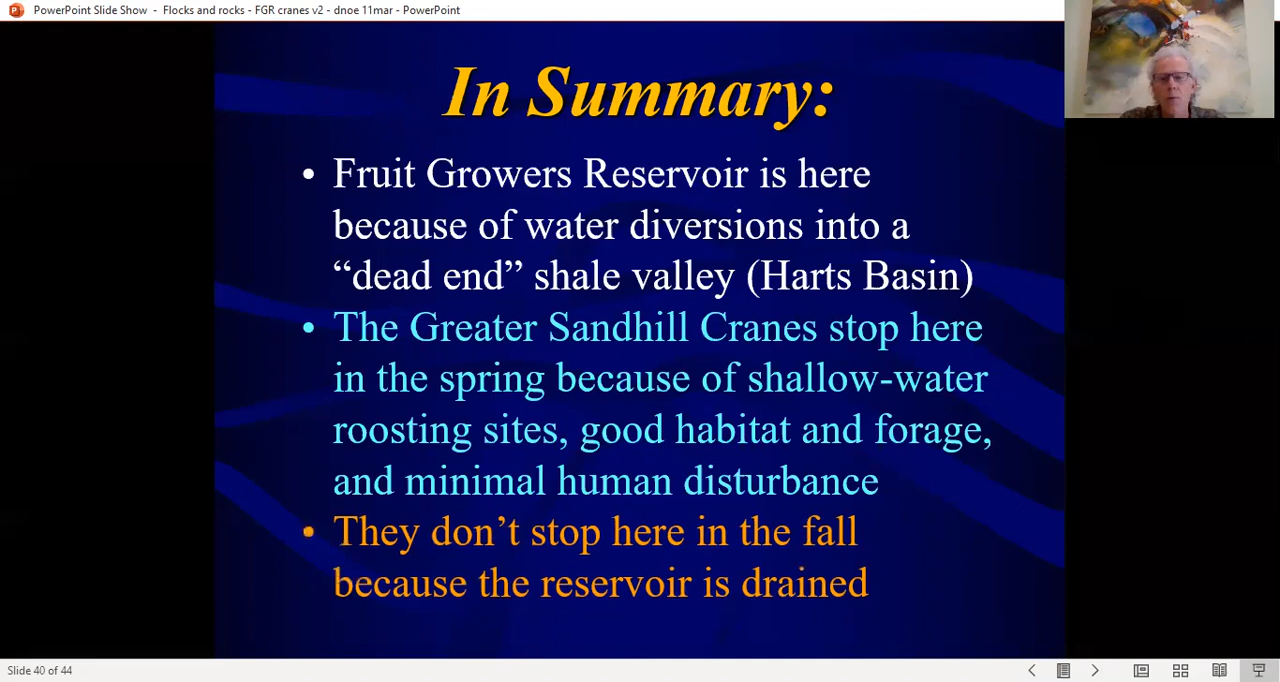 PowerPoint Slide Show - Flocks and rocks - FGR cranes v2 - dnoe 11mar - PowerPoint
In Summary:
• Fruit Growers Reservoir is here
because of water diversions into a
“dead end” shale valley (Harts Basin)
• The Greater Sandhill Cranes stop here
in the spring because of shallow-water
roosting sites, good habitat and forage,
and minimal human disturbance
• They don’t stop here in the fall
because the reservoir is drained
Slide 40 of 44